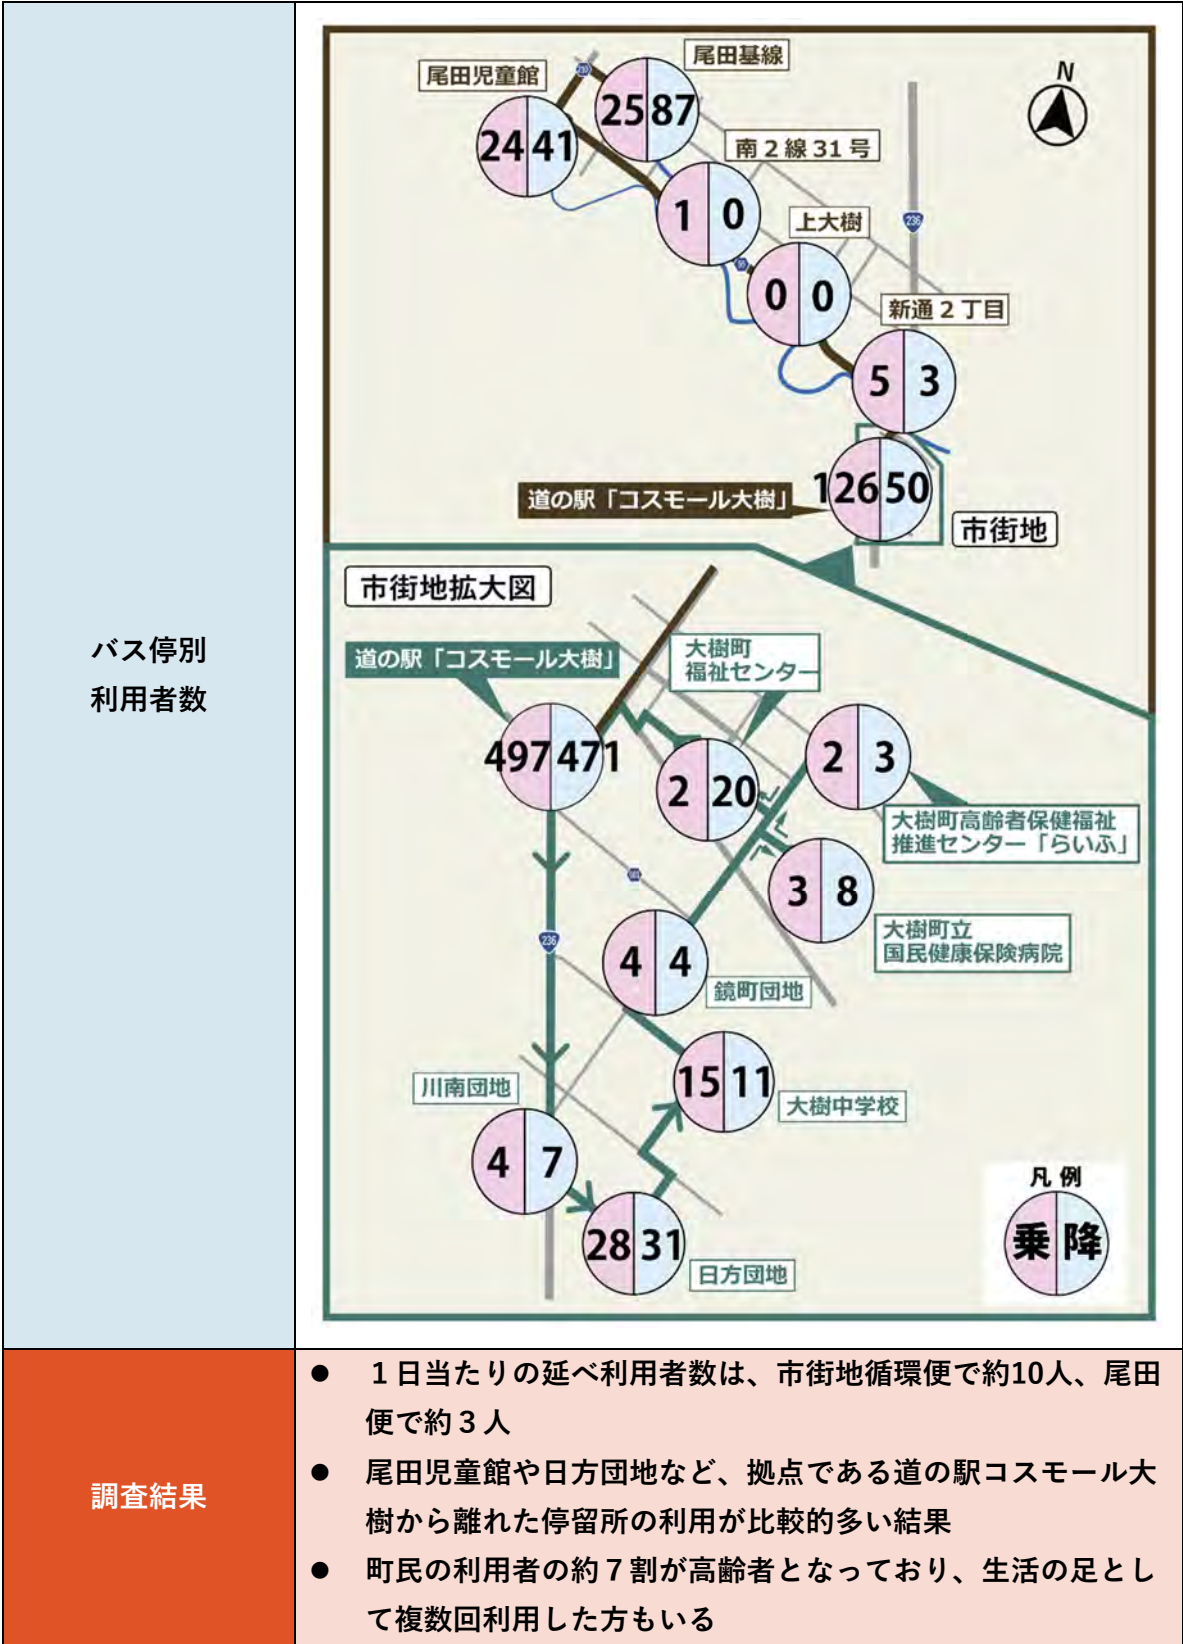 バス停別
利用者数
尾田児童館
尾田基線
N
24 41
25 87
南２線31号
1 0
上大樹
236
0 0
新通２丁目
5 3
道の駅「コスモール大樹」
126 50
市街地
市街地拡大図
道の駅「コスモール大樹」
大樹町
福祉センター
497 471
2 20
2 3
大樹町高齢者保健福祉
推進センター「らいふ」
3 8
大樹町立
国民健康保険病院
236
4 4
鏡町団地
15 11
大樹中学校
川南団地
4 7
28 31
日方団地
凡例
乗 降
調査結果
● １日当たりの延べ利用者数は、市街地循環便で約10人、尾田
便で約３人
● 尾田児童館や日方団地など、拠点である道の駅コスモール大
樹から離れた停留所の利用が比較的多い結果
● 町民の利用者の約７割が高齢者となっており、生活の足とし
て複数回利用した方もいる